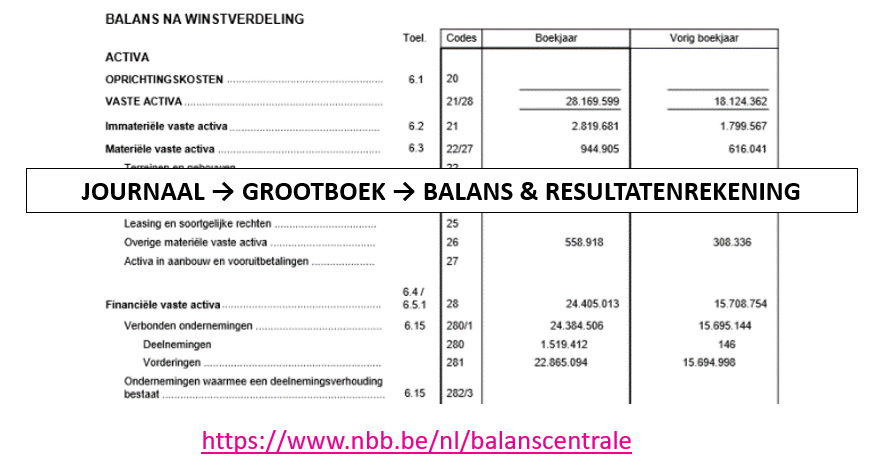 BALANS NA WINSTVERDELING
Toel. Codes Boekjaar Vorig boekjaar
ACTIVA
OPRICHTINGSKOSTEN 6.1 20
VASTE ACTIVA 21/28 28.169.599 18.124.362
Immateriële vaste activa 6.2 21 2.819.681 1.799.567
Materiële vaste activa 6.3 22/27 944.905 616.041
Terreinen en gebouwen 22
JOURNAAL → GROOTBOEK → BALANS & RESULTATENREKENING
Leasing en soortgelijke rechten 25
Overige materiële vaste activa 26 558.918 308.336
Activa in aanbouw en vooruitbetalingen 27
6.4 /
Financiële vaste activa 6.5.1 28 24.405.013 15.708.754
Verbonden ondernemingen 6.15 280/1 24.384.506 15.695.144
Deelnemingen 280 1.519.412 146
Vorderingen 281 22.865.094 15.694.998
Ondernemingen waarmee een deelnemingsverhouding
bestaat 6.15 282/3
https://www.nbb.be/nl/balanscentrale